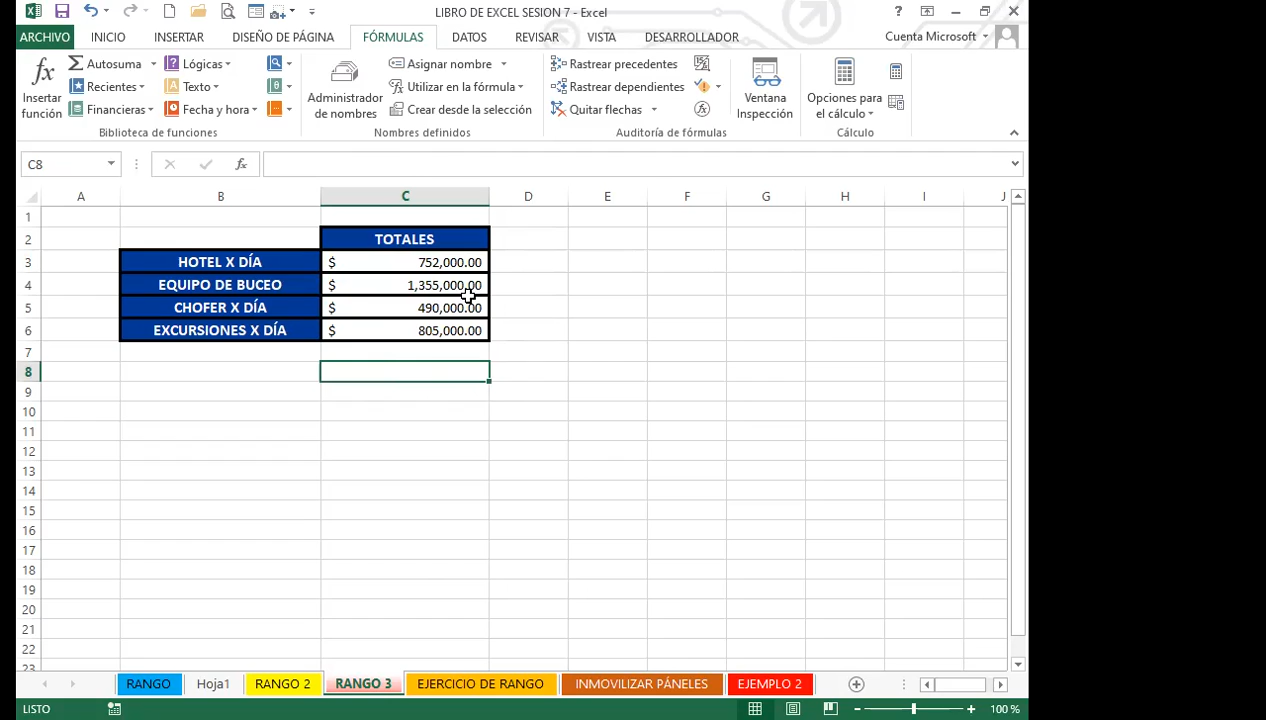 LIBRO DE EXCEL SESION 7 - Excel
?
ARCHIVO INICIO INSERTAR DISEÑO DE PÁGINA FÓRMULAS DATOS REVISAR VISTA DESARROLLADOR Cuenta Microsoft
fx Insertar función
Σ Autosuma
Recientes
Financieras
? Lógicas
A Texto
Fecha y hora
θ
Biblioteca de funciones
Administrador de nombres
Asignar nombre
Utilizar en la fórmula
Crear desde la selección
Nombres definidos
Rastrear precedentes
Rastrear dependientes
Quitar flechas
fx
Ventana Inspección
Auditoría de fórmulas
Opciones para el cálculo
Cálculo
C8 fx
A B C D E F G H I J
1
2 TOTALES
3 HOTEL X DÍA $ 752,000.00
4 EQUIPO DE BUCEO $ 1,355,000.00
5 CHOFER X DÍA $ 490,000.00
6 EXCURSIONES X DÍA $ 805,000.00
7
8
9
10
11
12
13
14
15
16
17
18
19
20
21
22
23
RANGO Hoja1 RANGO 2 RANGO 3 EJERCICIO DE RANGO INMOVILIZAR PÁNELES EJEMPLO 2
LISTO 100 %